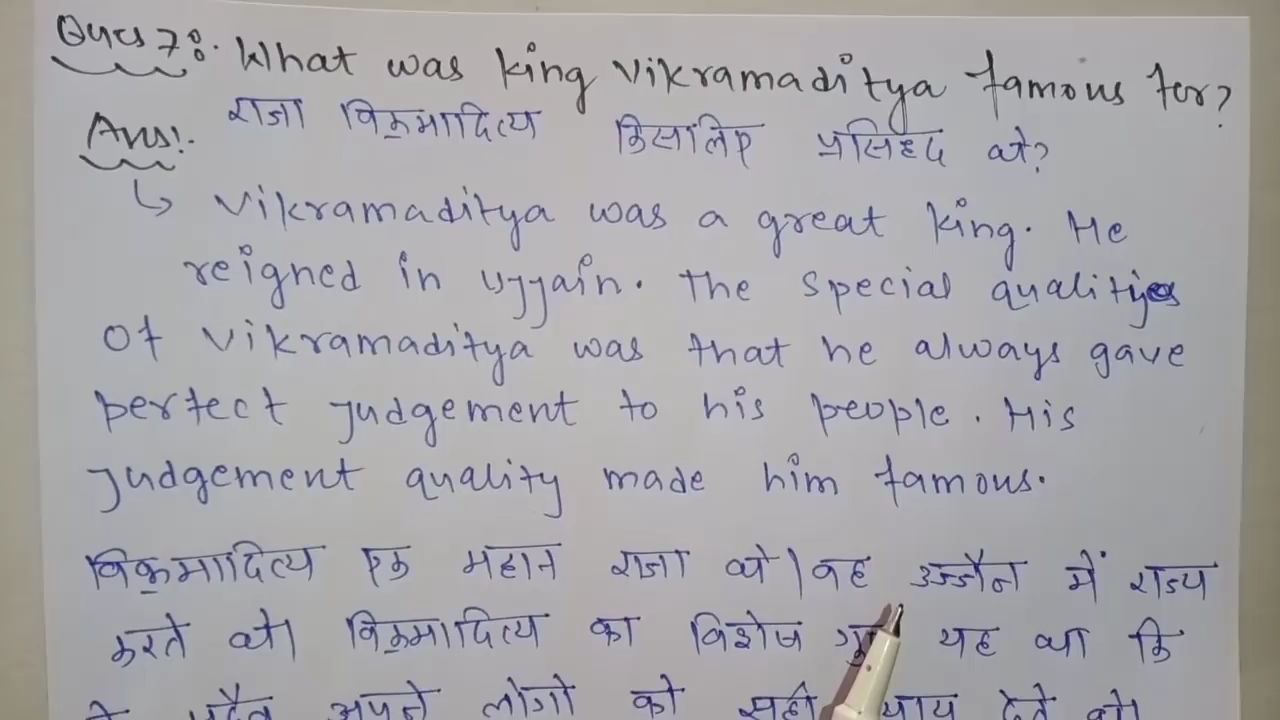 Ques 7:. What was king Vikramaditya famous for?
राजा विक्रमादित्य किसलिए प्रसिद्ध थे?
Ans:.
↳ Vikramaditya was a great king. He
reigned in Ujjain. The special qualities
of Vikramaditya was that he always gave
perfect judgement to his people. His
judgement quality made him famous.
विक्रमादित्य एक महान राजा थे। वह उज्जैन में राज्य
करते थे। विक्रमादित्य का विशेष यह था कि
अपने लोगो को सही देते थे।